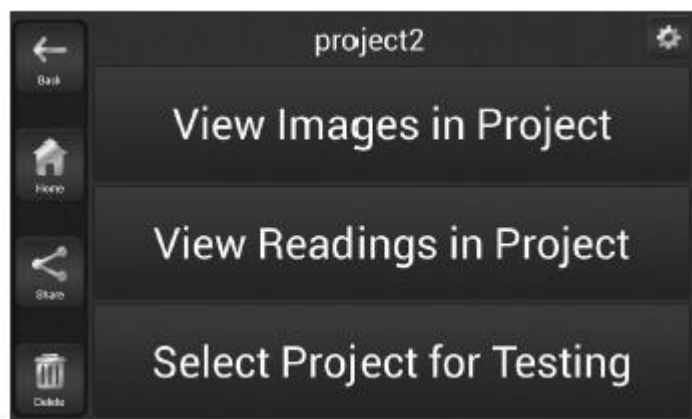 project2
Back
View Images in Project
Home
View Readings in Project
Share
Select Project for Testing
Delete